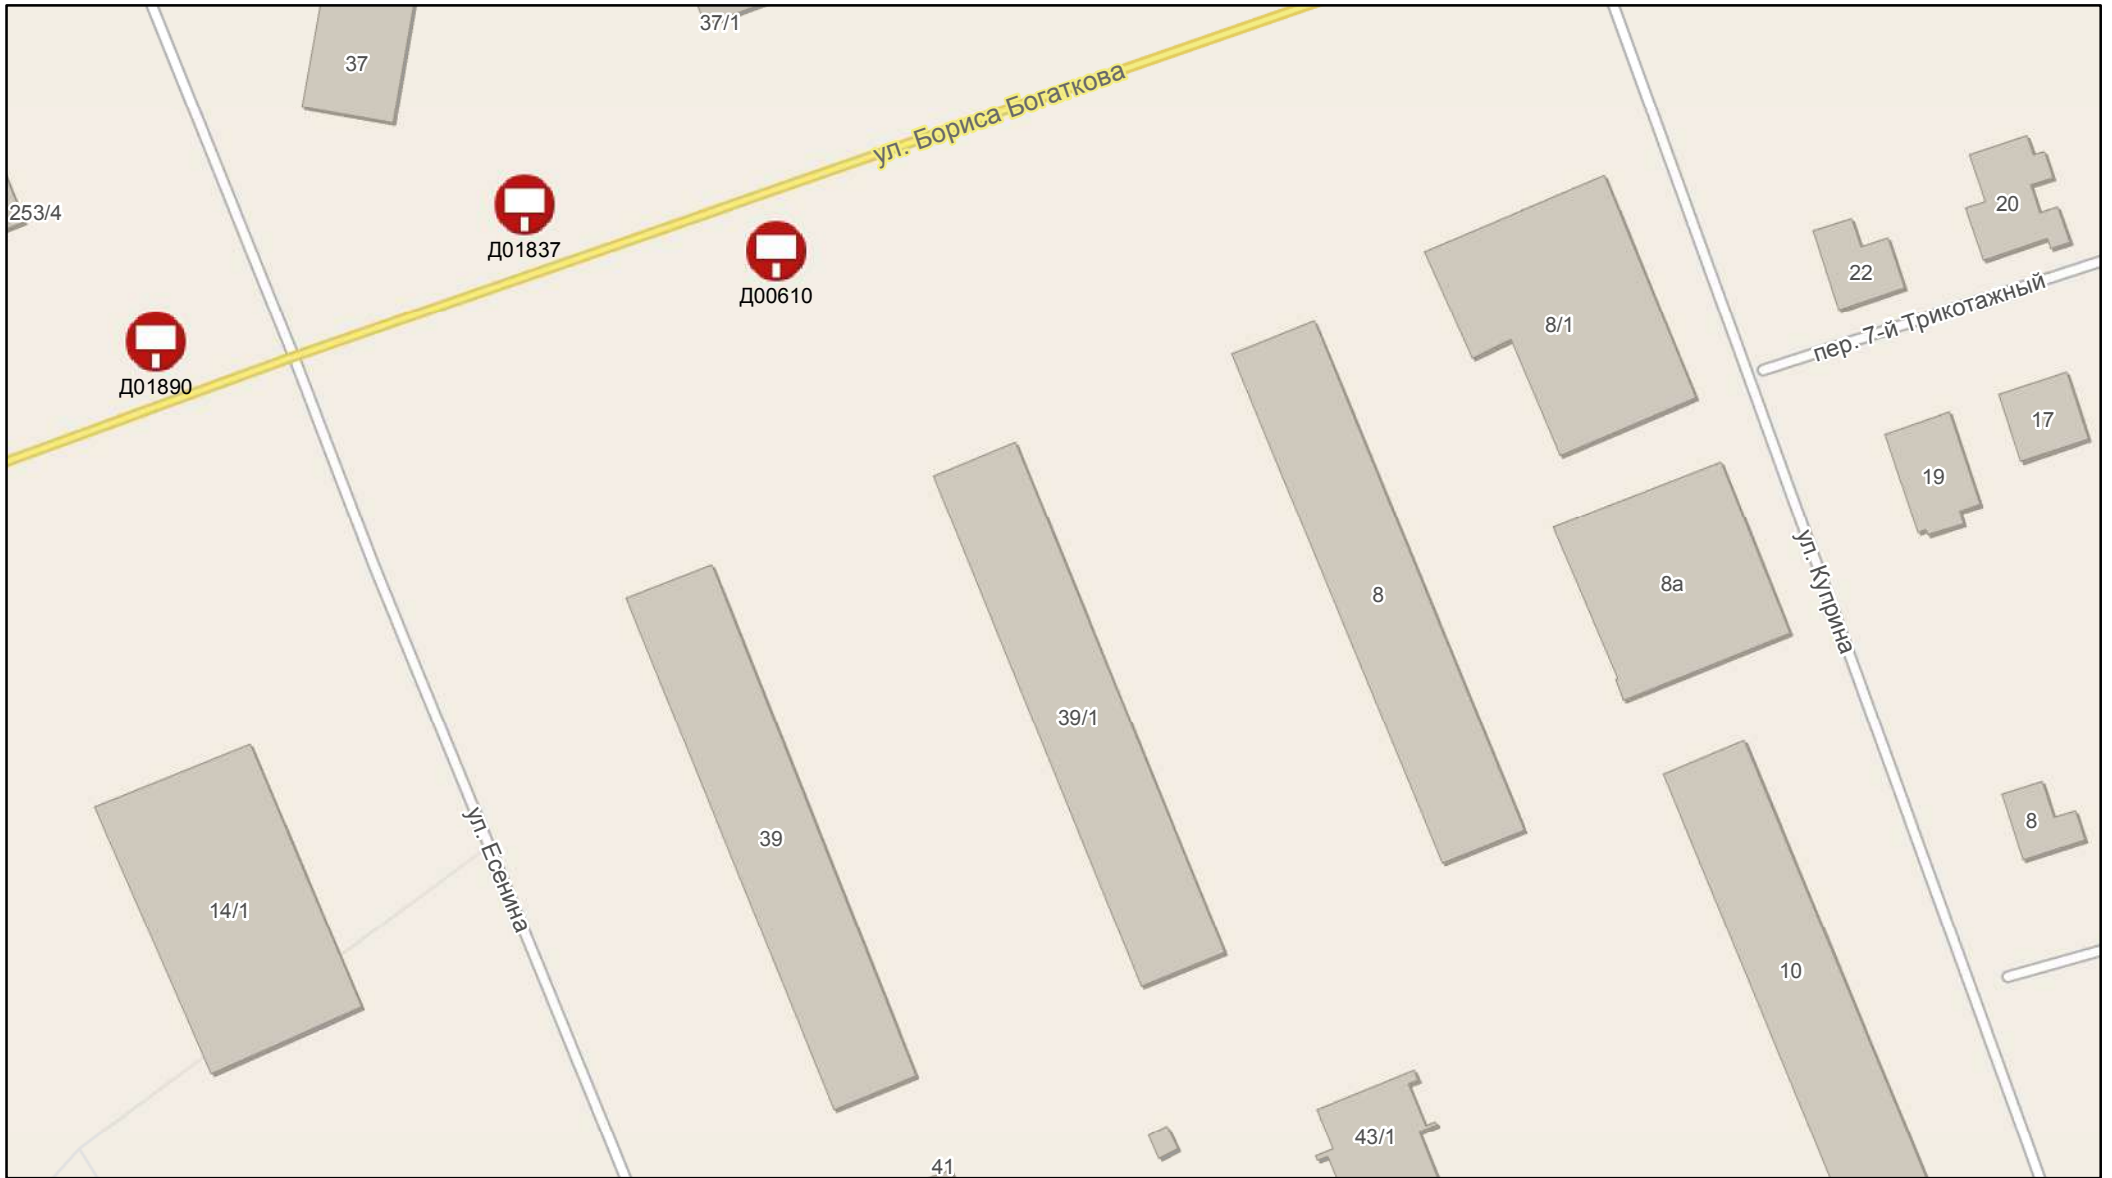 37/1
37
ул. Бориса Богаткова
253/4
Д01837
Д00610
Д01890
20
22
пер. 7-й Трикотажный
8/1
17
19
ул. Куприна
8
8а
39/1
39
ул. Есенина
14/1
8
10
43/1
41